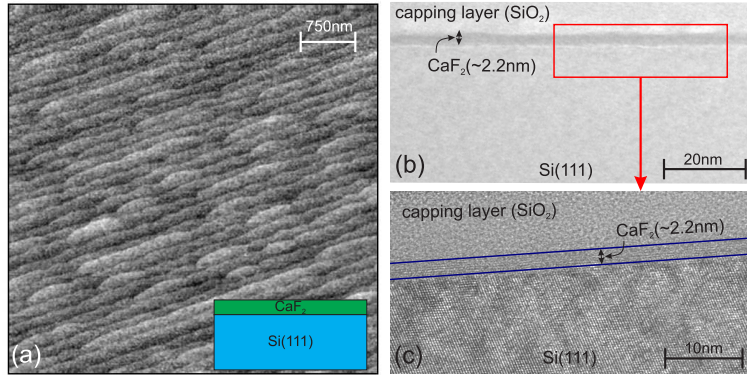 750nm
CaF₂
Si(111)
(a)
capping layer (SiO₂)
CaF₂(~2.2nm)
Si(111)
20nm
(b)
capping layer (SiO₂)
CaF₂(~2.2nm)
Si(111)
10nm
(c)